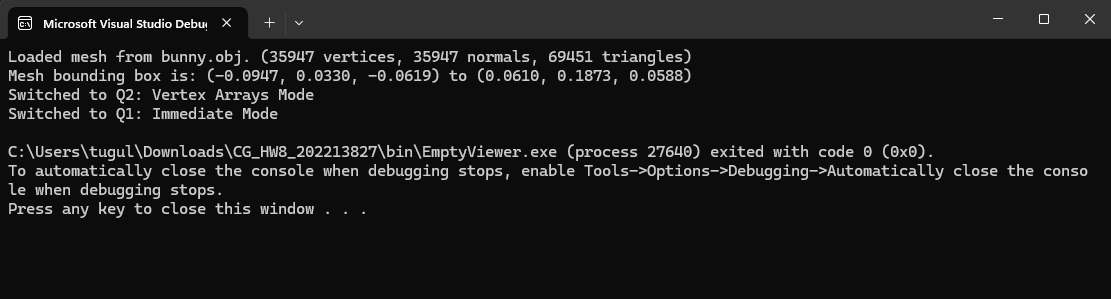 Microsoft Visual Studio Debu
Loaded mesh from bunny.obj. (35947 vertices, 35947 normals, 69451 triangles)
Mesh bounding box is: (-0.0947, 0.0330, -0.0619) to (0.0610, 0.1873, 0.0588)
Switched to Q2: Vertex Arrays Mode
Switched to Q1: Immediate Mode
C:\Users\tugul\Downloads\CG_HW8_202213827\bin\EmptyViewer.exe (process 27640) exited with code 0 (0x0).
To automatically close the console when debugging stops, enable Tools->Options->Debugging->Automatically close the conso
le when debugging stops.
Press any key to close this window . . .